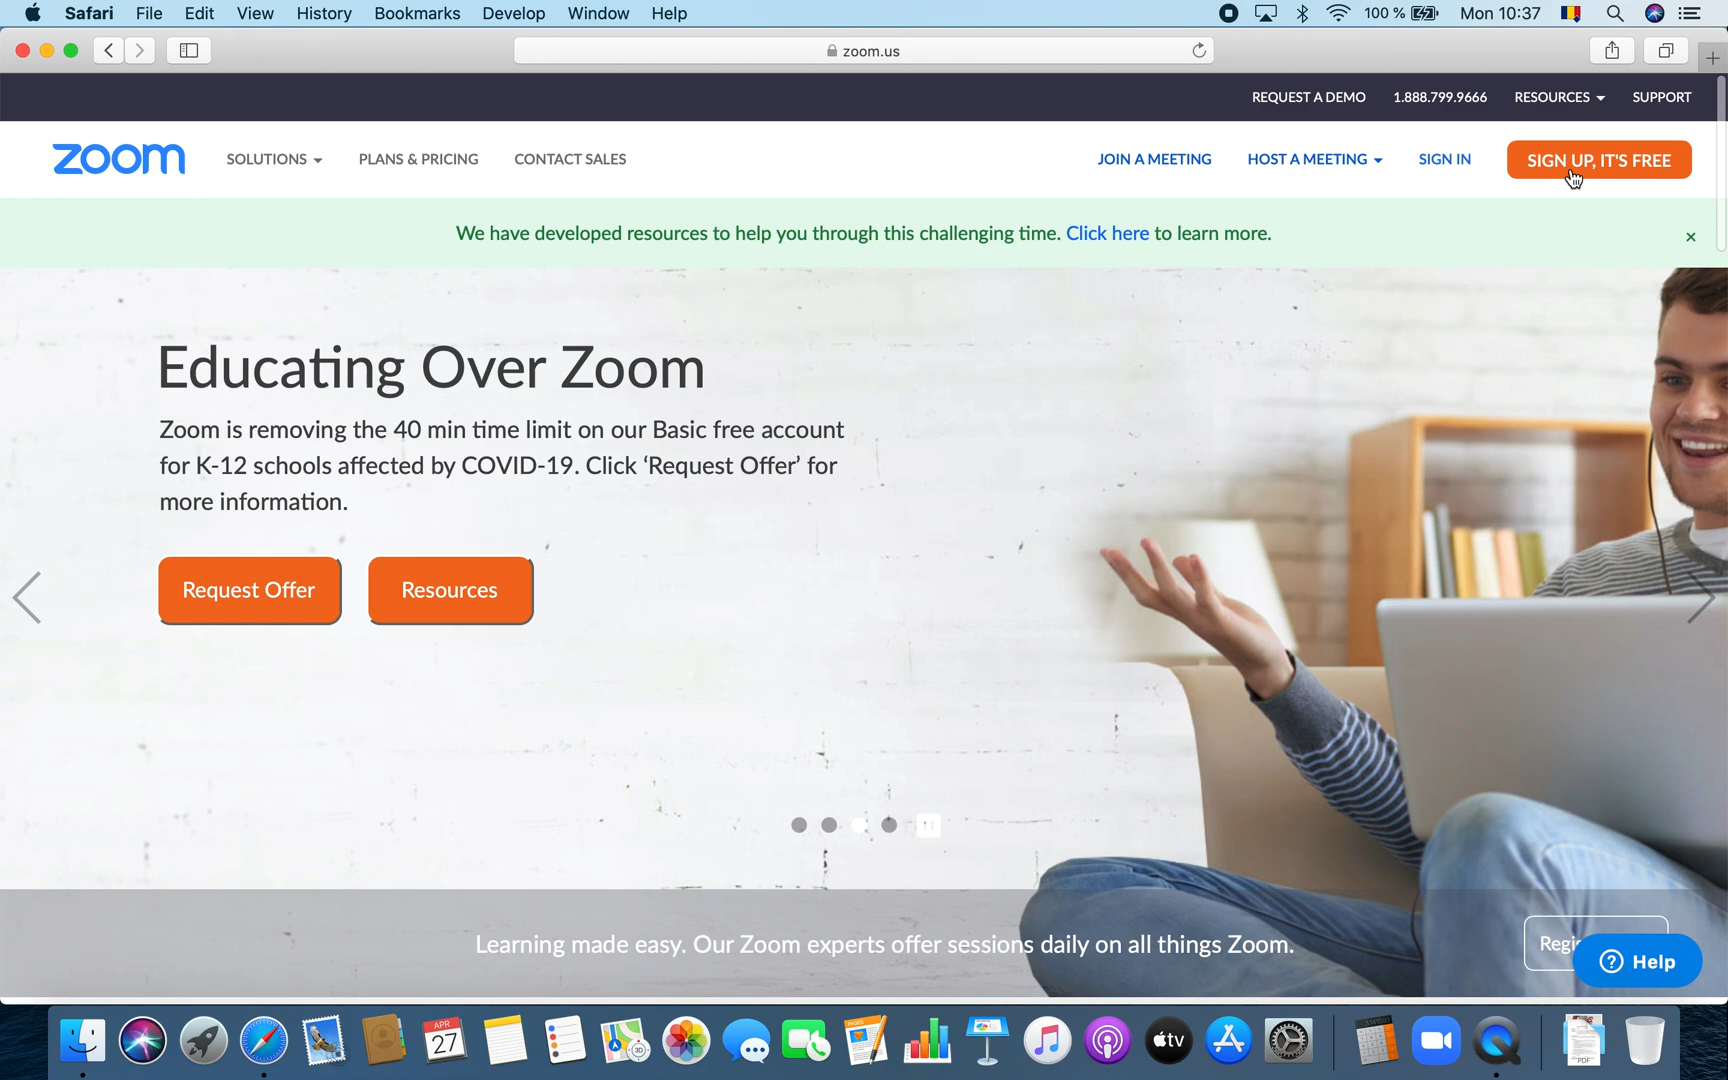 Safari File Edit View History Bookmarks Develop Window Help 100 % Mon 10:37
zoom.us
REQUEST A DEMO 1.888.799.9666 RESOURCES SUPPORT
zoom SOLUTIONS PLANS & PRICING CONTACT SALES JOIN A MEETING HOST A MEETING SIGN IN SIGN UP, IT'S FREE
We have developed resources to help you through this challenging time. Click here to learn more.
Educating Over Zoom
Zoom is removing the 40 min time limit on our Basic free account
for K-12 schools affected by COVID-19. Click ‘Request Offer’ for
more information.
Request Offer Resources
Learning made easy. Our Zoom experts offer sessions daily on all things Zoom.
Help
APR
27
PAGES
3D
tv
PDF